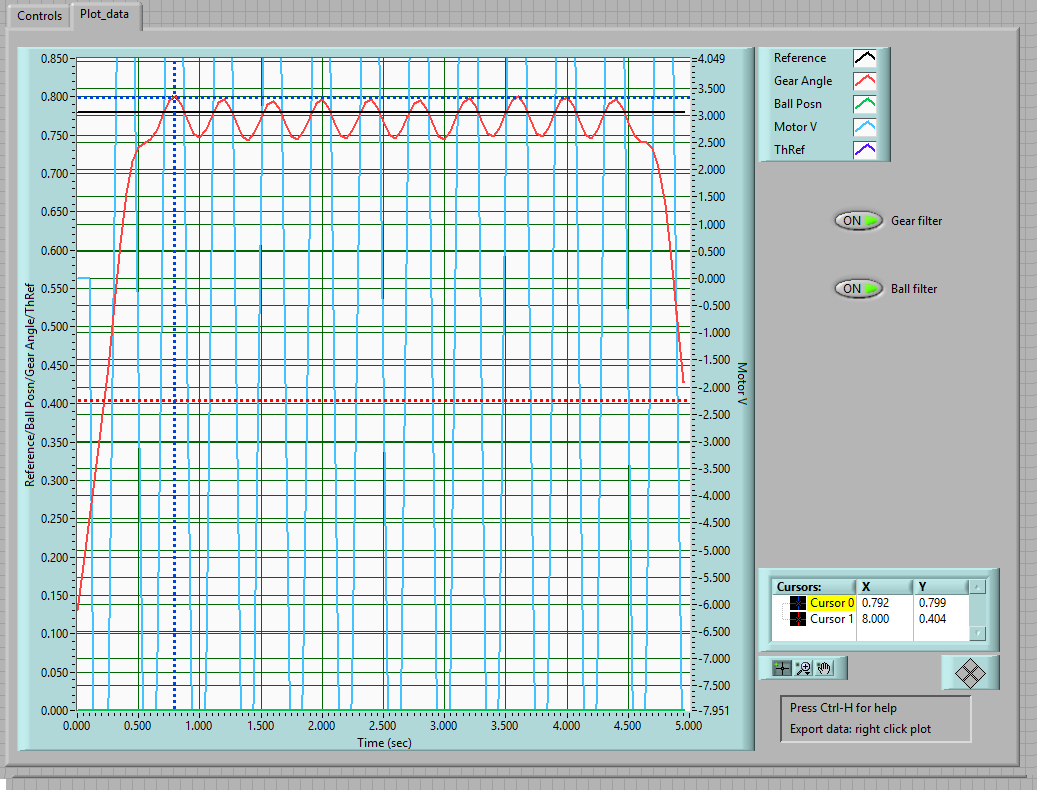 Controls
Plot_data
0.850
0.800
0.750
0.700
0.650
0.600
0.550
0.500
0.450
0.400
0.350
0.300
0.250
0.200
0.150
0.100
0.050
0.000
Reference/Ball Posn/Gear Angle/ThRef
4.049
3.500
3.000
2.500
2.000
1.500
1.000
0.500
0.000
-0.500
-1.000
-1.500
-2.000
-2.500
-3.000
-3.500
-4.000
-4.500
-5.000
-5.500
-6.000
-6.500
-7.000
-7.500
-7.951
Motor V
0.000 0.500 1.000 1.500 2.000 2.500 3.000 3.500 4.000 4.500 5.000
Time (sec)
Reference
Gear Angle
Ball Posn
Motor V
ThRef
ON Gear filter
ON Ball filter
Cursors: X Y
Cursor 0 0.792 0.799
Cursor 1 8.000 0.404
Press Ctrl-H for help
Export data: right click plot